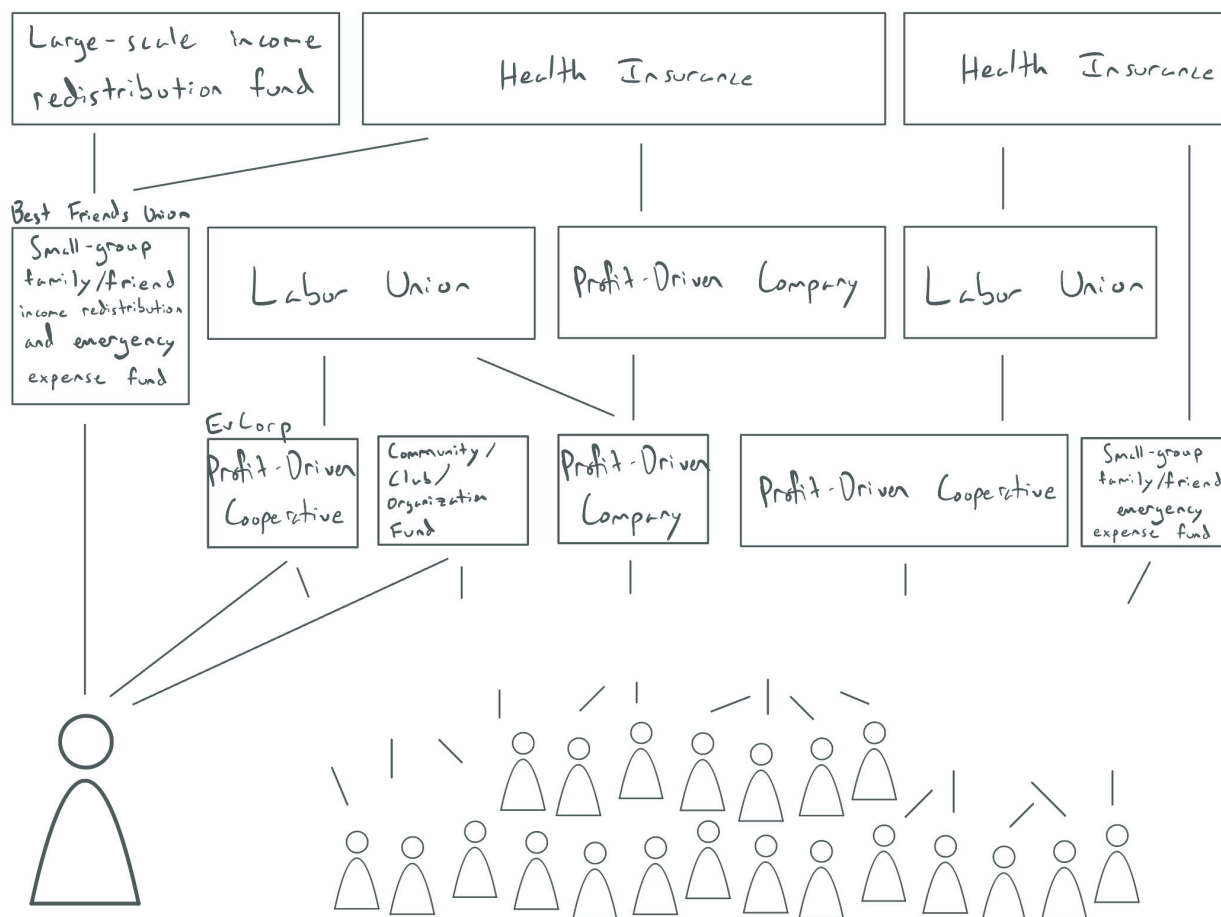 Large-scale income
redistribution fund
Health Insurance
Health Insurance
Best Friends Union
Small-group
family/friend
income redistribution
and emergency
expense fund
Labor Union
Profit-Driven Company
Labor Union
EvCorp
Profit-Driven
Cooperative
Community/
Club/
Organization
Fund
Profit-Driven
Company
Profit-Driven Cooperative
Small-group
family/friend
emergency
expense fund